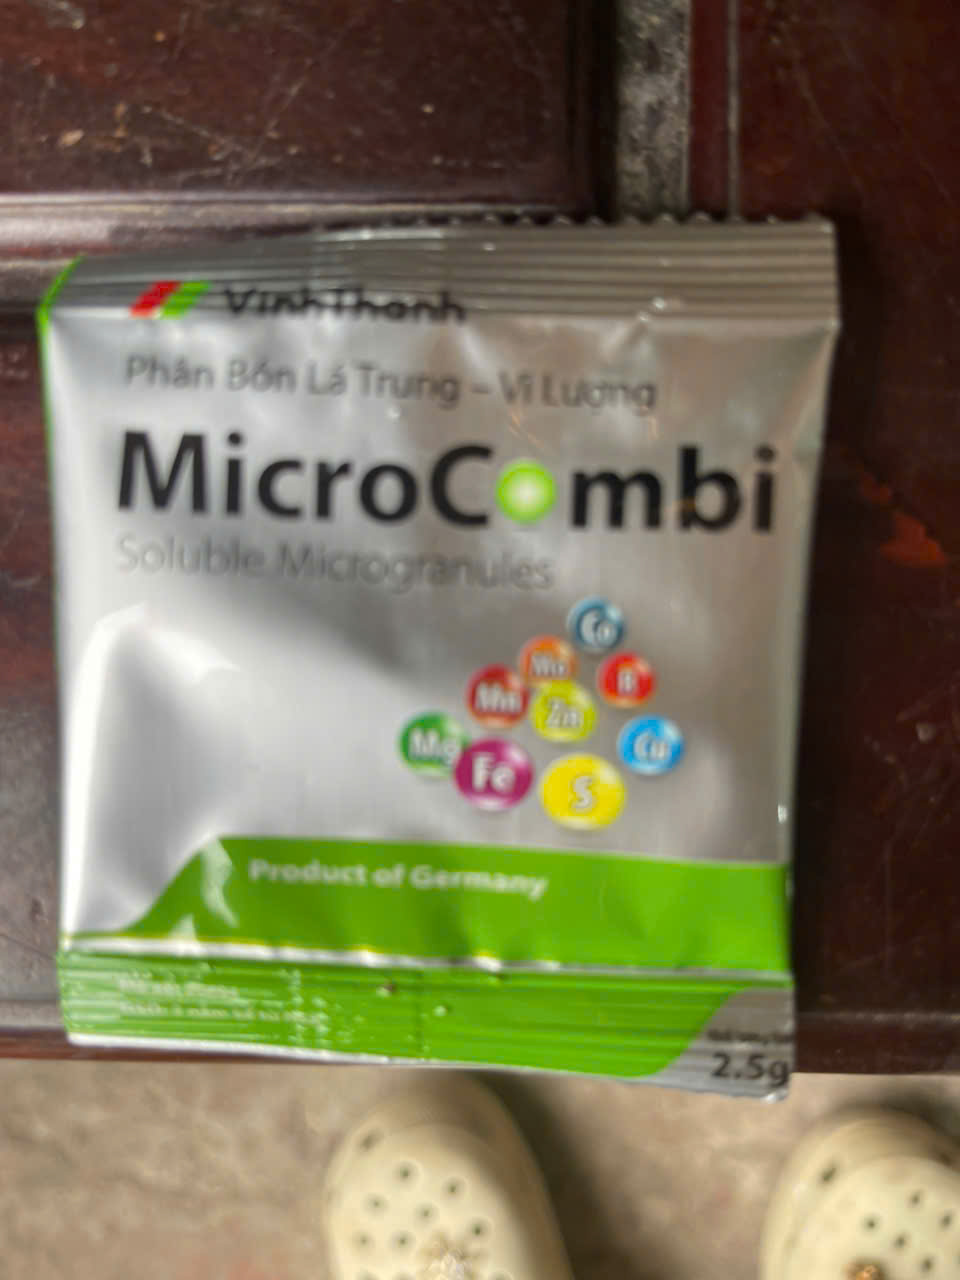 VinhThanh
Phân Bón Lá Trung - Vi Lượng
MicroCombi
Soluble Microgranules
Co
Mo
B
Mn
Zn
Mg
Cu
Fe
S
Product of Germany
2.5g